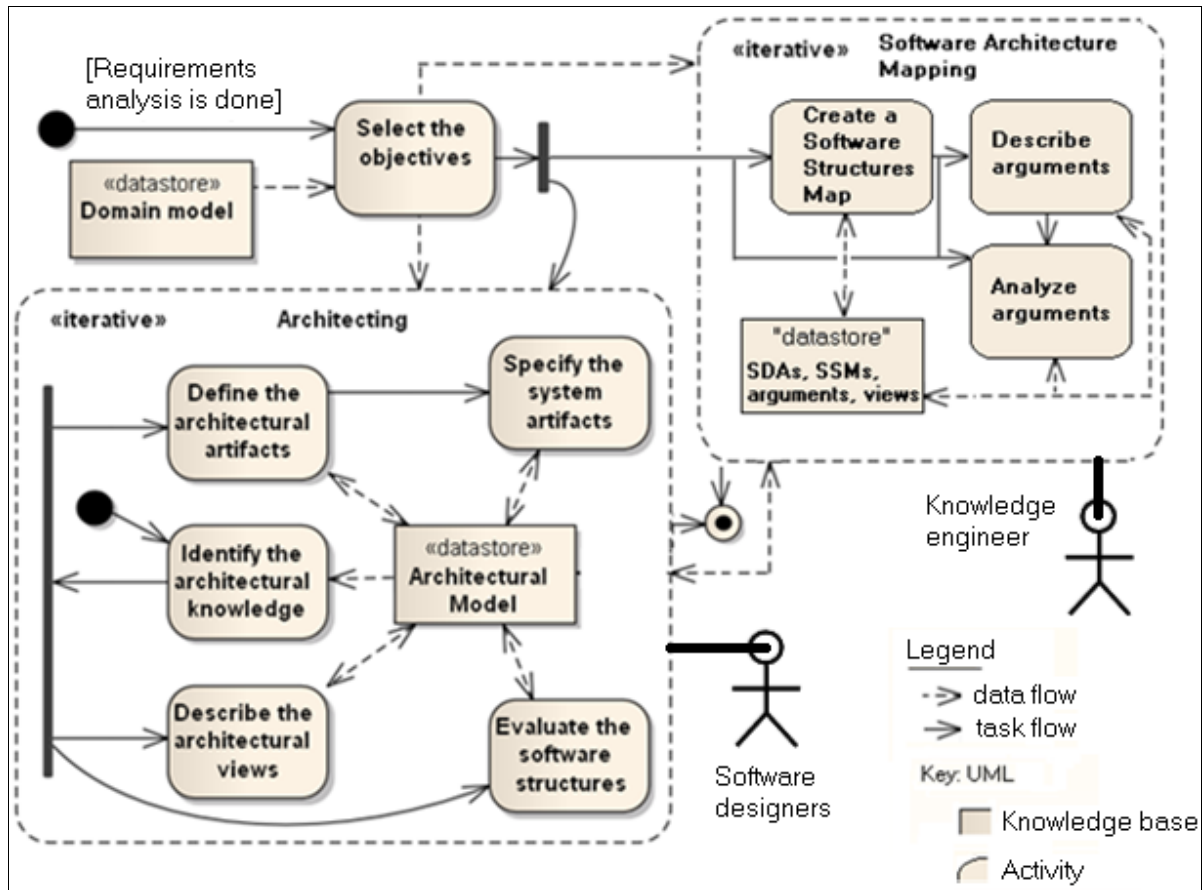 [Requirements
analysis is done]
Select the
objectives
«datastore»
Domain model
«iterative»
Software Architecture
Mapping
Create a
Software
Structures
Map
Describe
arguments
Analyze
arguments
"datastore"
SDAs, SSMs,
arguments, views
«iterative»
Architecting
Define the
architectural
artifacts
Specify the
system
artifacts
Identify the
architectural
knowledge
«datastore»
Architectural
Model
Describe the
architectural
views
Evaluate the
software
structures
Knowledge
engineer
Software
designers
Legend
data flow
task flow
Key: UML
Knowledge base
Activity